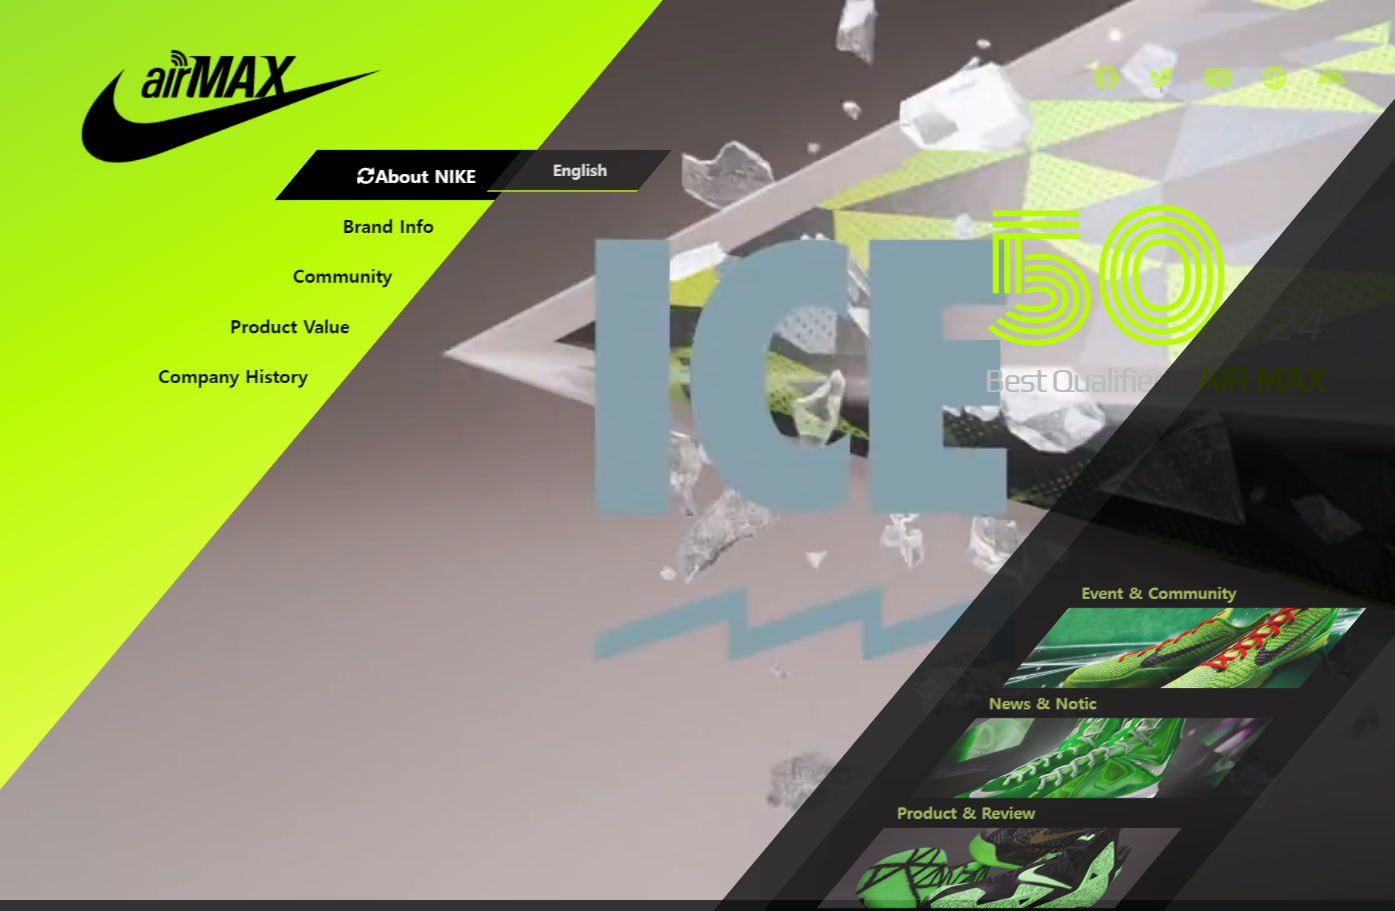 airMAX
About NIKE
English
Brand Info
Community
Product Value
Company History
ICE
50
24
Best Qualified AIR MAX
Event & Community
News & Notic
Product & Review